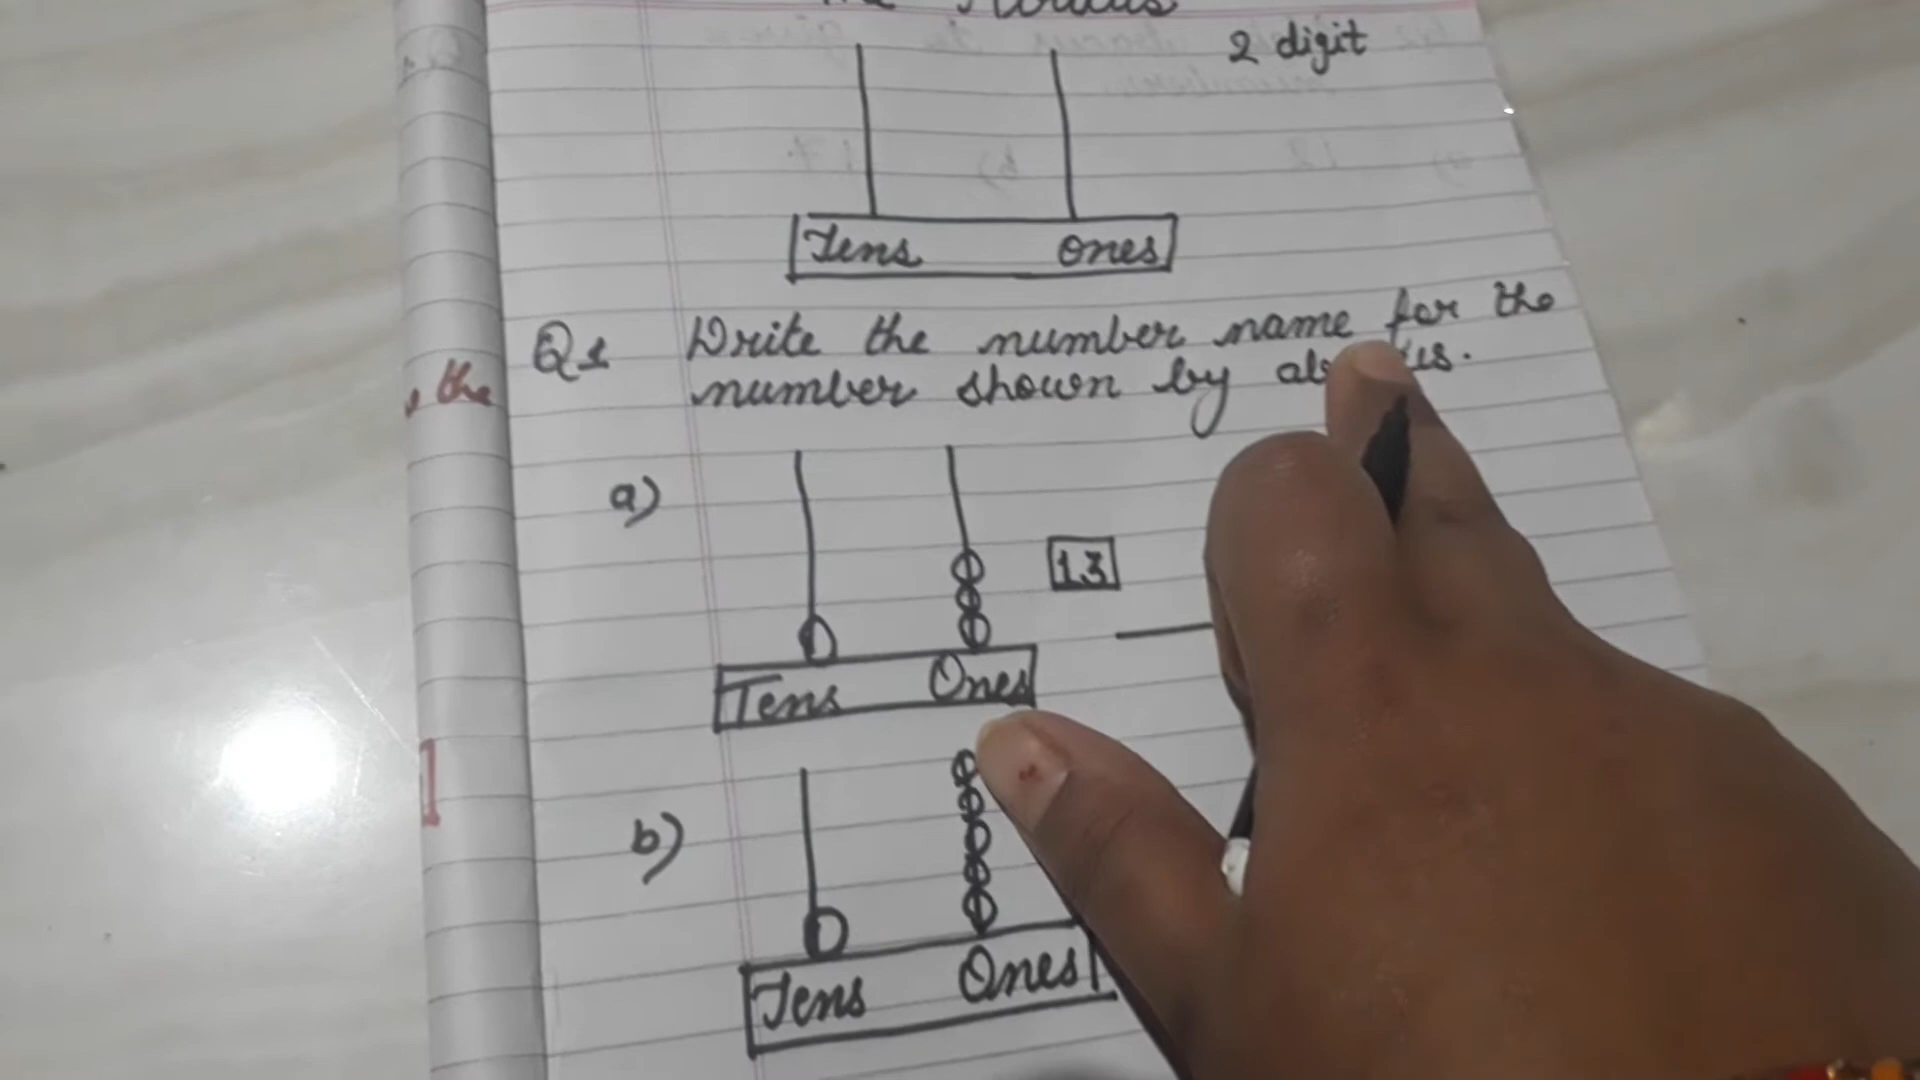 2 digit
Tens Ones
Q1 Write the number name for the
number shown by
, the
a)
13
Tens Ones
b)
Tens Ones